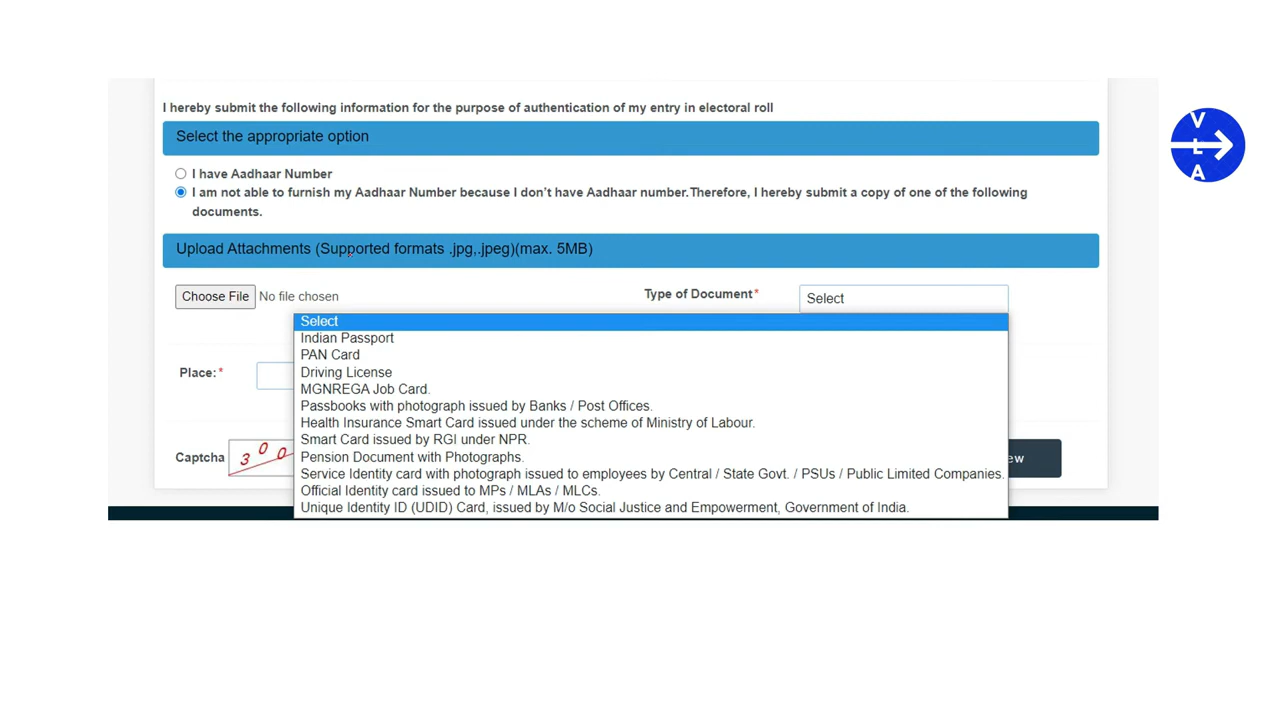 I hereby submit the following information for the purpose of authentication of my entry in electoral roll
Select the appropriate option
I have Aadhaar Number
I am not able to furnish my Aadhaar Number because I don't have Aadhaar number.Therefore, I hereby submit a copy of one of the following
documents.
Upload Attachments (Supported formats .jpg,.jpeg)(max. 5MB)
Choose File No file chosen
Type of Document*
Select
Select
Indian Passport
PAN Card
Driving License
MGNREGA Job Card.
Passbooks with photograph issued by Banks / Post Offices.
Health Insurance Smart Card issued under the scheme of Ministry of Labour.
Smart Card issued by RGI under NPR.
Pension Document with Photographs.
Service Identity card with photograph issued to employees by Central / State Govt. / PSUs / Public Limited Companies.
Official Identity card issued to MPs / MLAs / MLCs.
Unique Identity ID (UDID) Card, issued by M/o Social Justice and Empowerment, Government of India.
Place:*
Captcha
3 0 0
ew
V
L
A